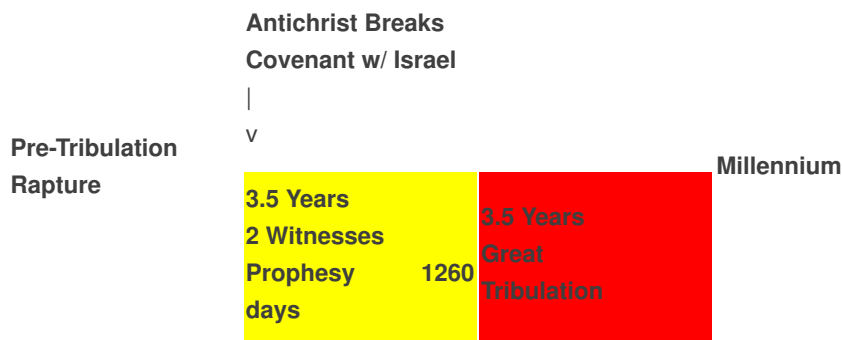 Antichrist Breaks
Covenant w/ Israel
|
v
Pre-Tribulation
Rapture
3.5 Years
2 Witnesses
Prophesy 1260
days
3.5 Years
Great
Tribulation
Millennium